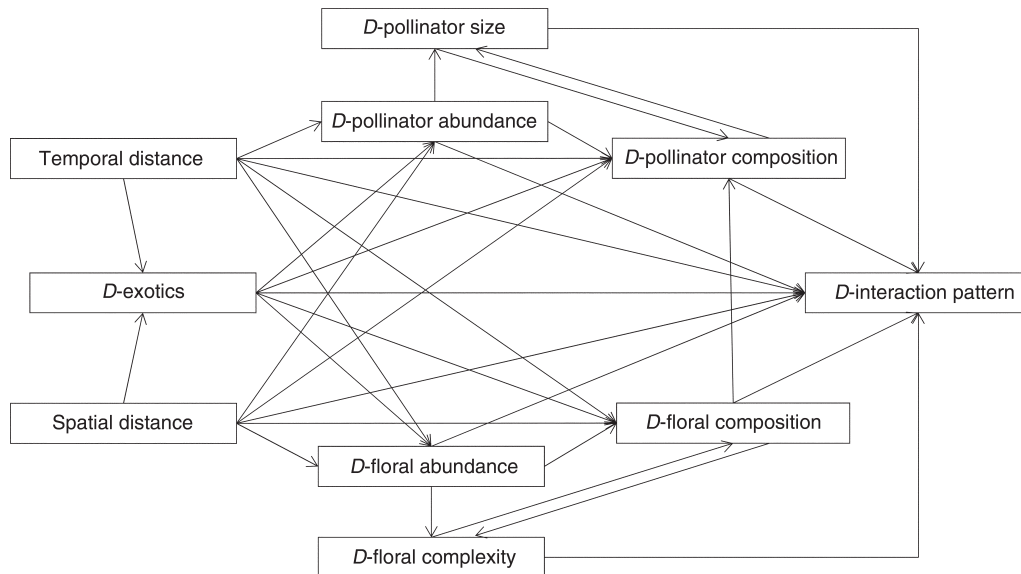 D-pollinator size
D-pollinator abundance
Temporal distance
D-pollinator composition
D-exotics
D-interaction pattern
Spatial distance
D-floral composition
D-floral abundance
D-floral complexity